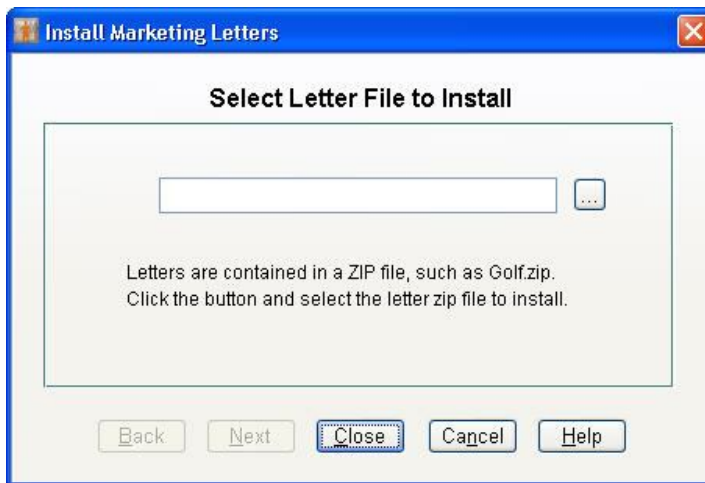 Install Marketing Letters
Select Letter File to Install
...
Letters are contained in a ZIP file, such as Golf.zip.
Click the button and select the letter zip file to install.
Back Next Close Cancel Help